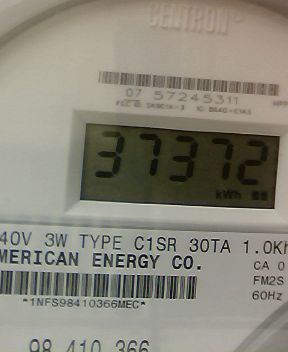 CENTRON
07 57245311
37372
kWh
40V 3W TYPE C1SR 30TA 1.0Kh
MERICAN ENERGY CO.
CA 0
FM2S
60Hz
*1NFS98410366MEC*
98 410 366